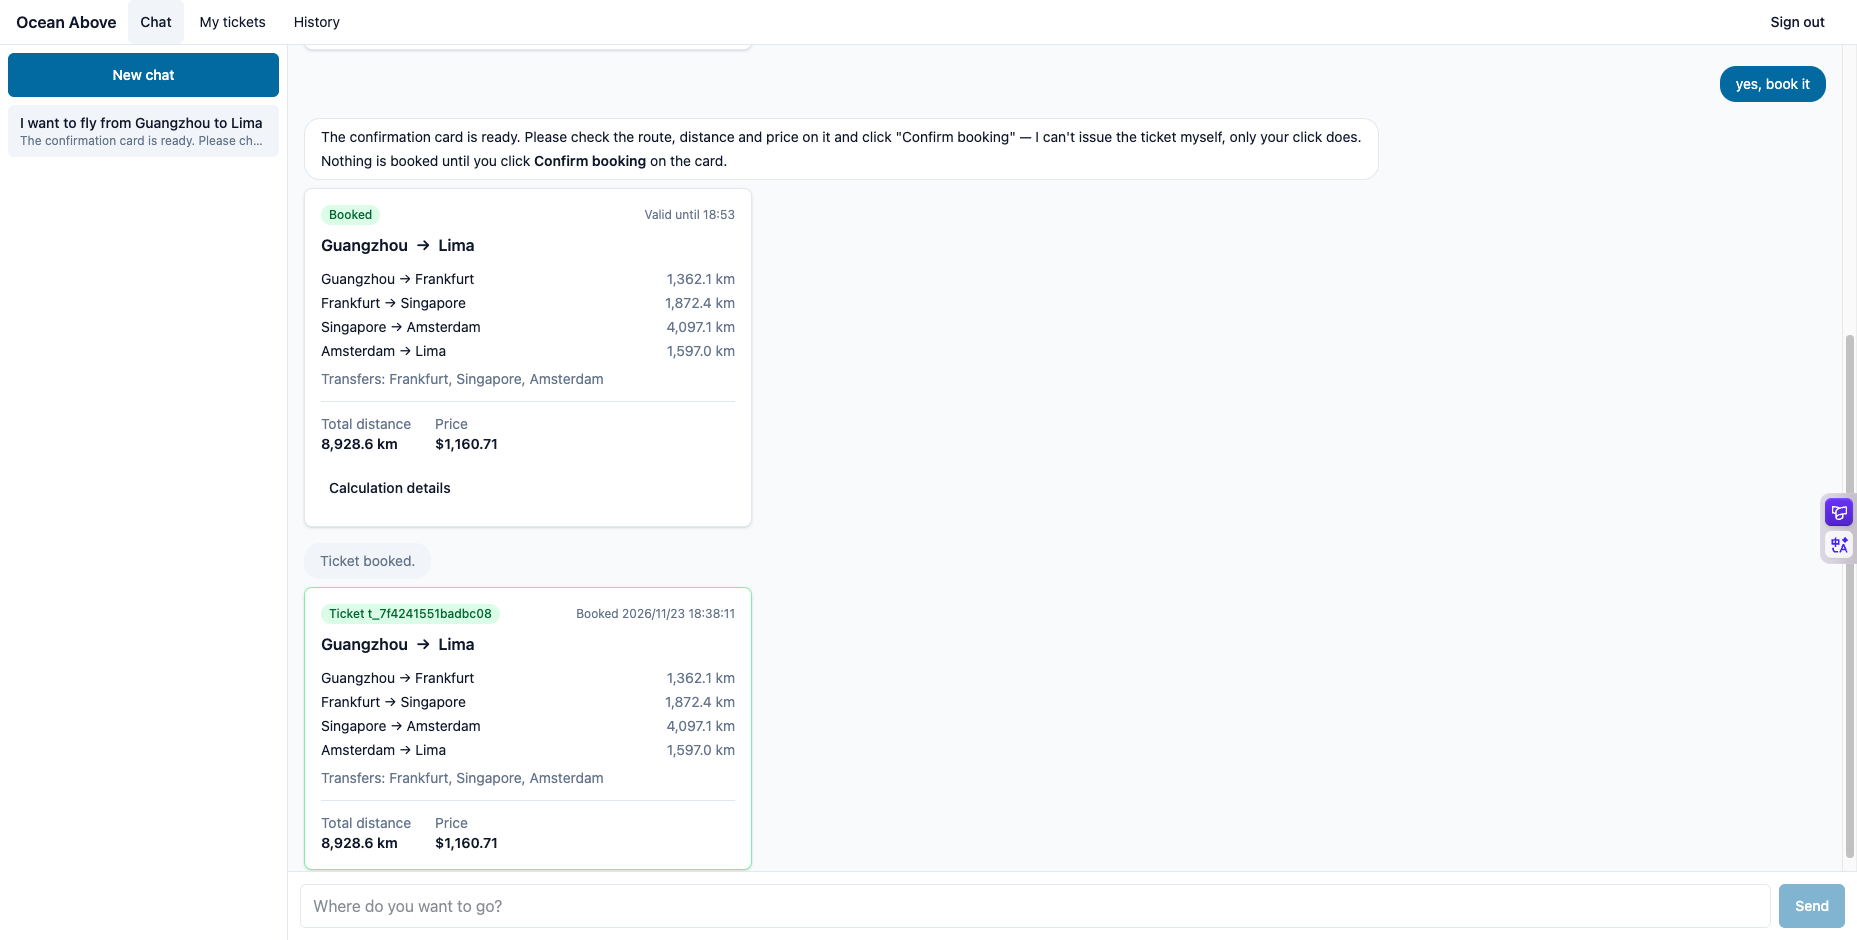 Ocean Above
Chat
My tickets
History
Sign out
New chat
I want to fly from Guangzhou to Lima
The confirmation card is ready. Please ch...
yes, book it
The confirmation card is ready. Please check the route, distance and price on it and click "Confirm booking" — I can't issue the ticket myself, only your click does.
Nothing is booked until you click Confirm booking on the card.
Booked
Valid until 18:53
Guangzhou → Lima
Guangzhou → Frankfurt 1,362.1 km
Frankfurt → Singapore 1,872.4 km
Singapore → Amsterdam 4,097.1 km
Amsterdam → Lima 1,597.0 km
Transfers: Frankfurt, Singapore, Amsterdam
Total distance Price
8,928.6 km $1,160.71
Calculation details
Ticket booked.
Ticket t_7f4241551badbc08
Booked 2026/11/23 18:38:11
Guangzhou → Lima
Guangzhou → Frankfurt 1,362.1 km
Frankfurt → Singapore 1,872.4 km
Singapore → Amsterdam 4,097.1 km
Amsterdam → Lima 1,597.0 km
Transfers: Frankfurt, Singapore, Amsterdam
Total distance Price
8,928.6 km $1,160.71
Where do you want to go?
Send